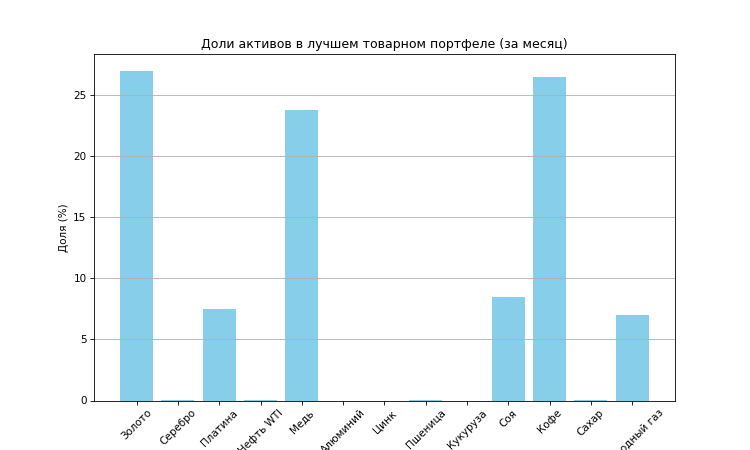 Доли активов в лучшем товарном портфеле (за месяц)
Доля (%)
25
20
15
10
5
0
Золото
Серебро
Платина
Нефть WTI
Медь
Алюминий
Цинк
Пшеница
Кукуруза
Соя
Кофе
Сахар
газ